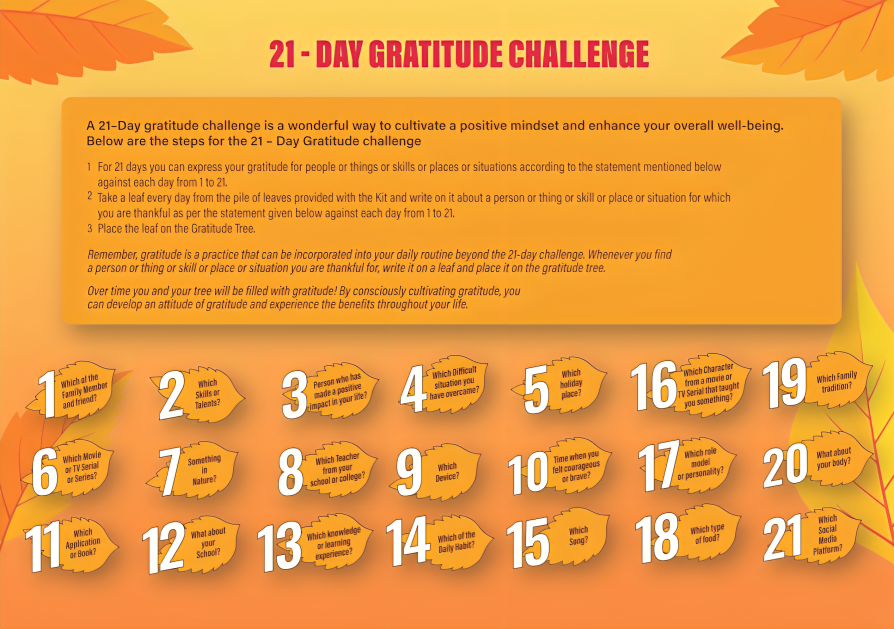 21 - DAY GRATITUDE CHALLENGE
A 21–Day gratitude challenge is a wonderful way to cultivate a positive mindset and enhance your overall well-being.
Below are the steps for the 21 – Day Gratitude challenge
1 For 21 days you can express your gratitude for people or things or skills or places or situations according to the statement mentioned below
against each day from 1 to 21.
2 Take a leaf every day from the pile of leaves provided with the Kit and write on it about a person or thing or skill or place or situation for which
you are thankful as per the statement given below against each day from 1 to 21.
3 Place the leaf on the Gratitude Tree.
Remember, gratitude is a practice that can be incorporated into your daily routine beyond the 21-day challenge. Whenever you find
a person or thing or skill or place or situation you are thankful for, write it on a leaf and place it on the gratitude tree.
Over time you and your tree will be filled with gratitude! By consciously cultivating gratitude, you
can develop an attitude of gratitude and experience the benefits throughout your life.
1
Which of the
Family Member
and friend?
2
Which
Skills or
Talents?
3
Person who has
made a positive
impact in your life?
4
Which Difficult
situation you
have overcame?
5
Which
holiday
place?
16
Which Character
from a movie or
TV Serial that taught
you something?
19
Which Family
tradition?
6
Which Movie
or TV Serial
or Series?
7
Something
in
Nature?
8
Which Teacher
from your
school or college?
9
Which
Device?
10
Time when you
felt courageous
or brave?
17
Which role
model
or personality?
20
What about
your body?
11
Which
Application
or Book?
12
What about
your
School?
13
Which knowledge
or learning
experience?
14
Which of the
Daily Habit?
15
Which
Song?
18
Which type
of food?
21
Which
Social
Media
Platform?